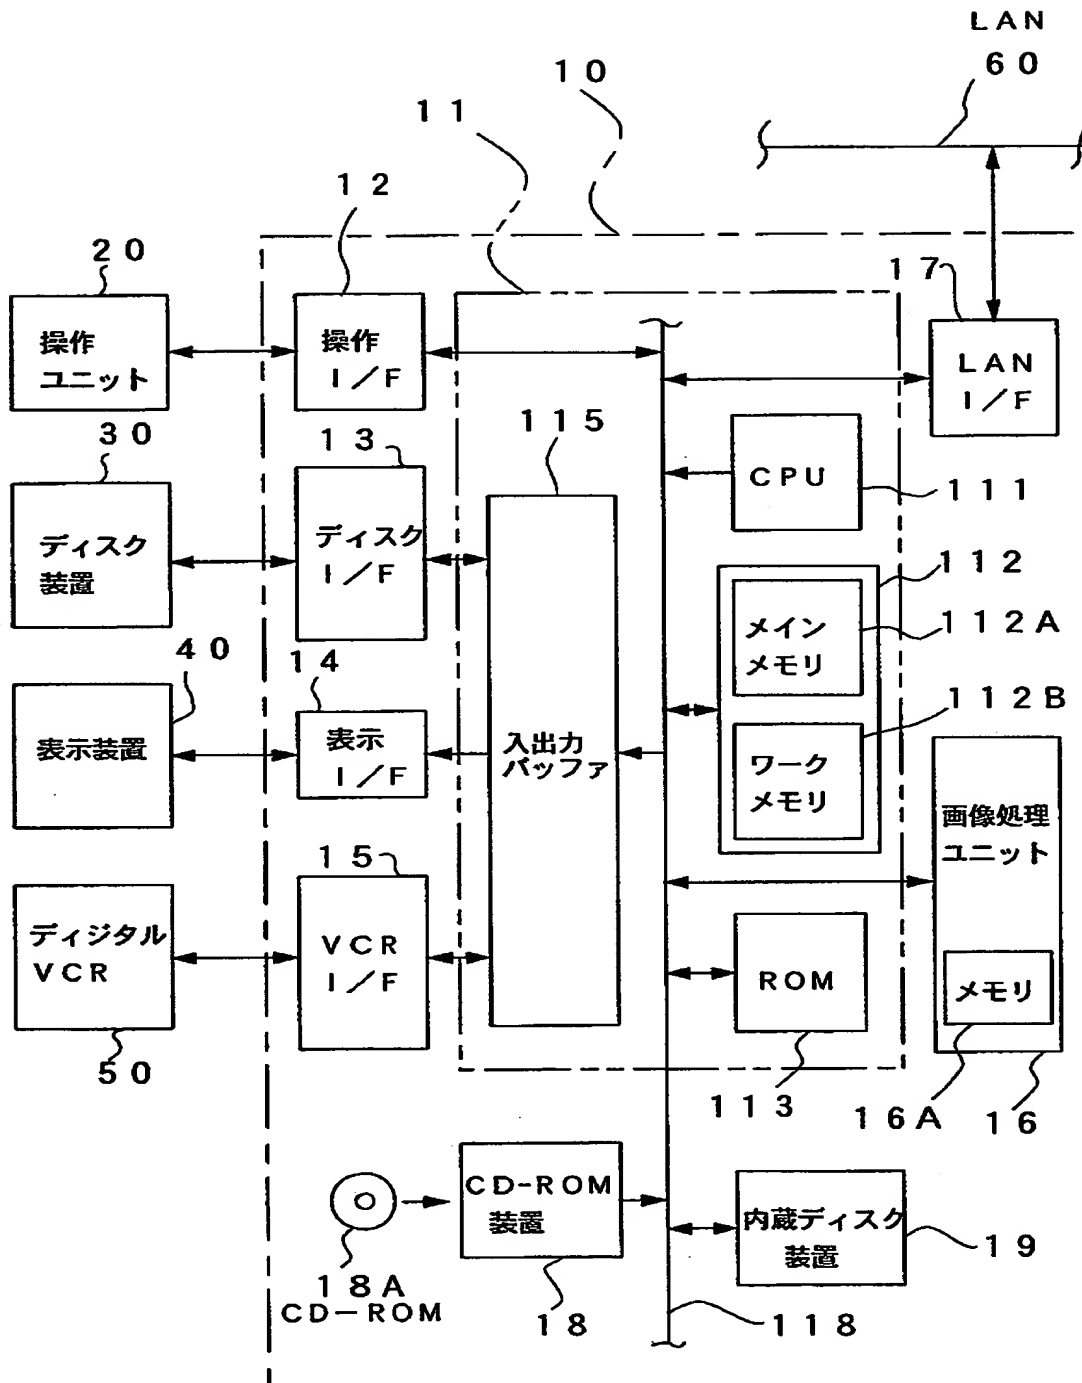 LAN
60
10
11
12
20
17
操作
ユニット
操作
I/F
LAN
I/F
30
13
115
CPU
111
ディスク
装置
ディスク
I/F
112
メイン
メモリ
112A
40
14
112B
表示装置
表示
I/F
入出力
バッファ
ワーク
メモリ
画像処理
ユニット
15
ディジタル
VCR
VCR
I/F
ROM
メモリ
50
113
16A
16
CD-ROM
装置
内蔵ディスク
装置
19
18A
CD-ROM
18
118